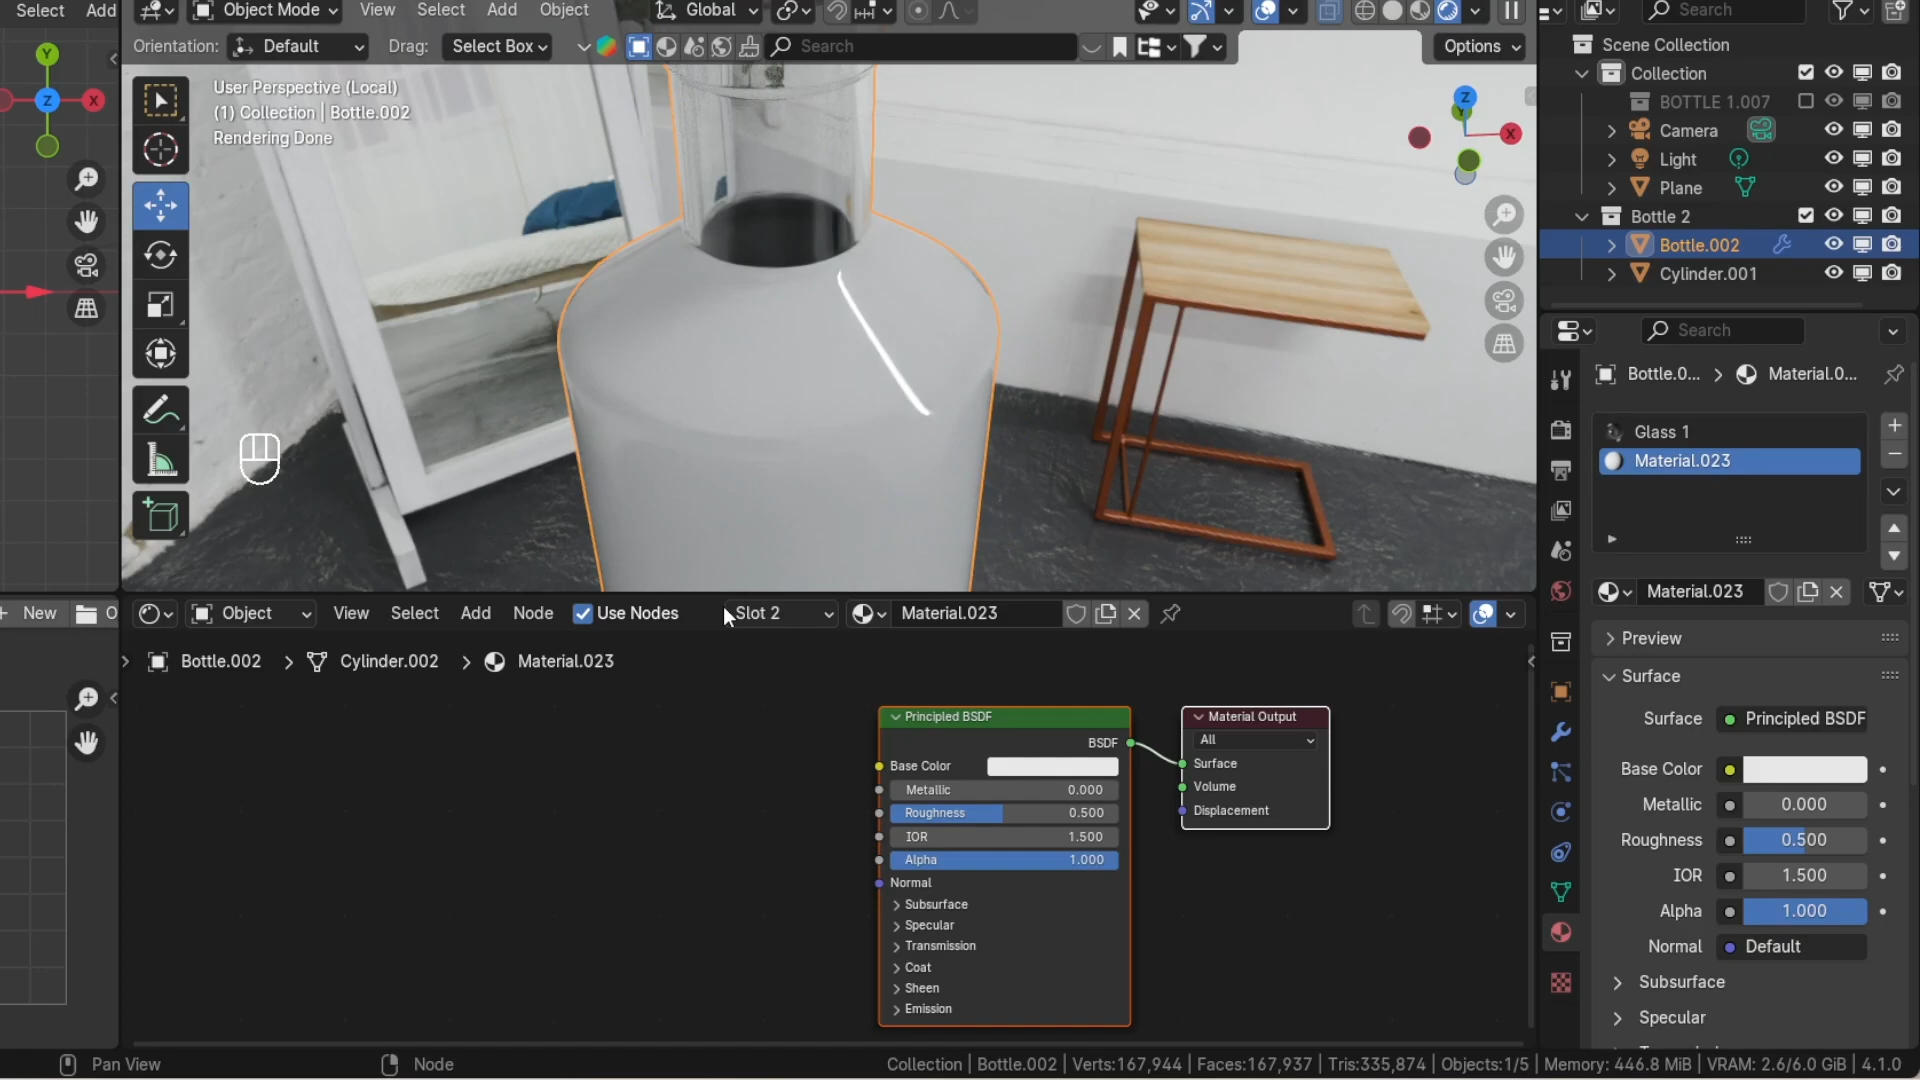 Select Add
Object Mode View Select Add Object Global
Search
Orientation: Default Drag: Select Box Search Options
User Perspective (Local)
(1) Collection | Bottle.002
Rendering Done
Y
Z X
Z
Y
X
Scene Collection
Collection
BOTTLE 1.007
Camera
Light
Plane
Bottle 2
Bottle.002
Cylinder.001
Search
Bottle.0... > Material.0...
Glass 1
Material.023
Material.023
Preview
Surface
Surface Principled BSDF
Base Color
Metallic 0.000
Roughness 0.500
IOR 1.500
Alpha 1.000
Normal Default
Subsurface
Specular
New O
Object View Select Add Node Use Nodes Slot 2 Material.023
Bottle.002 > Cylinder.002 > Material.023
Principled BSDF
BSDF
Base Color
Metallic 0.000
Roughness 0.500
IOR 1.500
Alpha 1.000
Normal
Subsurface
Specular
Transmission
Coat
Sheen
Emission
Material Output
All
Surface
Volume
Displacement
Pan View Node Collection | Bottle.002 | Verts:167,944 | Faces:167,937 | Tris:335,874 | Objects:1/5 | Memory: 446.8 MiB | VRAM: 2.6/6.0 GiB | 4.1.0